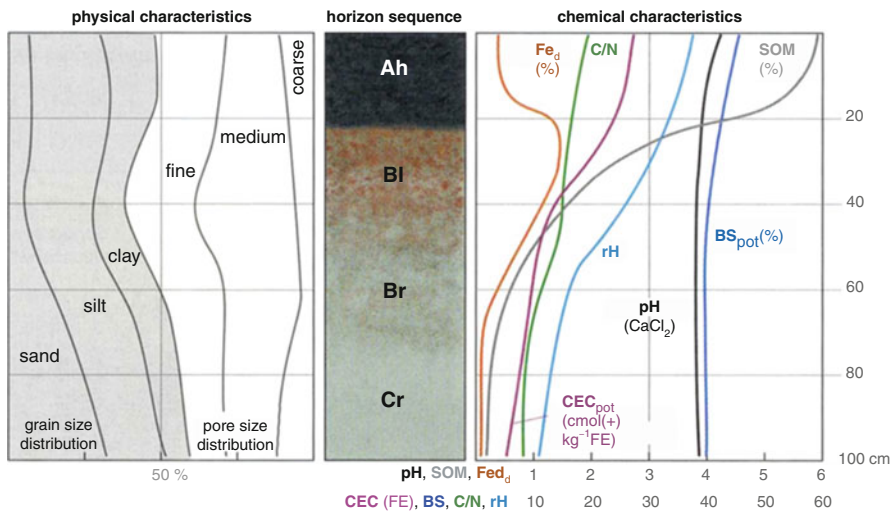 physical characteristics
horizon sequence
chemical characteristics
coarse
medium
fine
clay
silt
sand
grain size
distribution
pore size
distribution
50 %
Ah
Bl
Br
Cr
Fed
(%)
C/N
SOM
(%)
rH
BSpot(%)
pH
(CaCl2)
CECpot
(cmol(+)
kg−1FE)
20
40
60
80
100 cm
pH, SOM, Fedd 1 2 3 4 5 6
CEC (FE), BS, C/N, rH 10 20 30 40 50 60